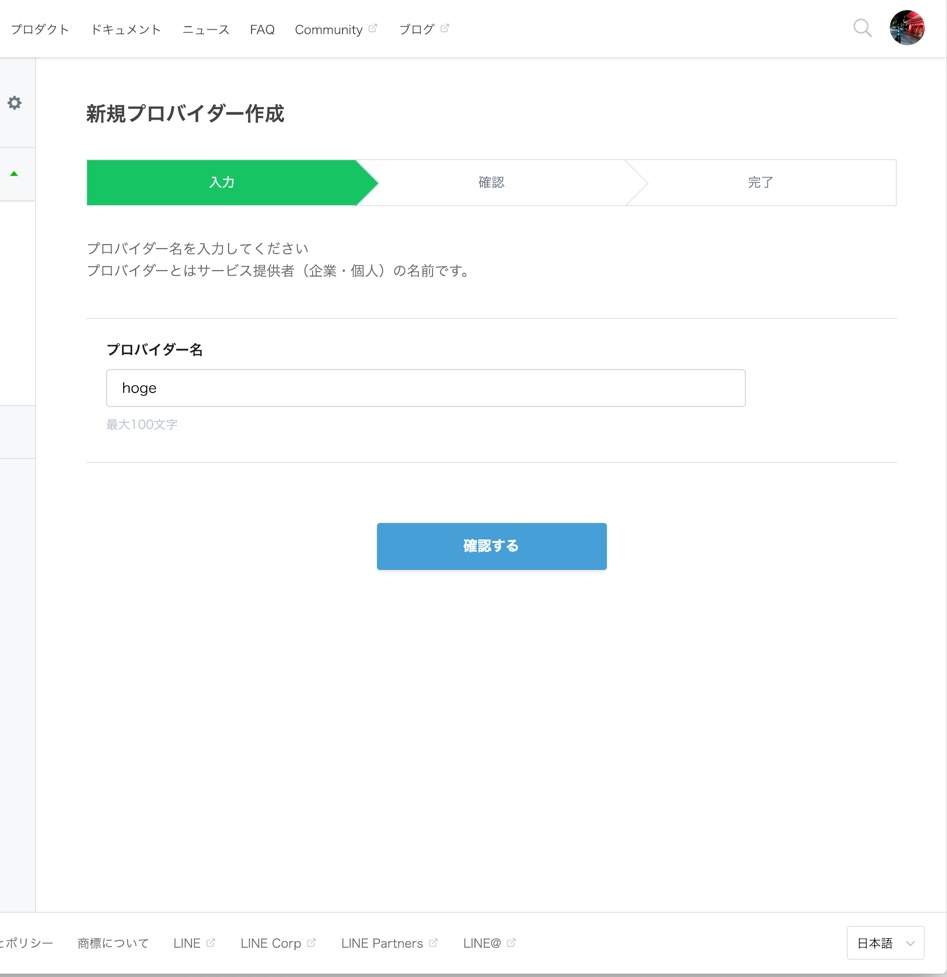 プロダクト ドキュメント ニュース FAQ Community ブログ
新規プロバイダー作成
入力 確認 完了
プロバイダー名を入力してください
プロバイダーとはサービス提供者（企業・個人）の名前です。
プロバイダー名
hoge
最大100文字
確認する
とポリシー 商標について LINE LINE Corp LINE Partners LINE@ 日本語